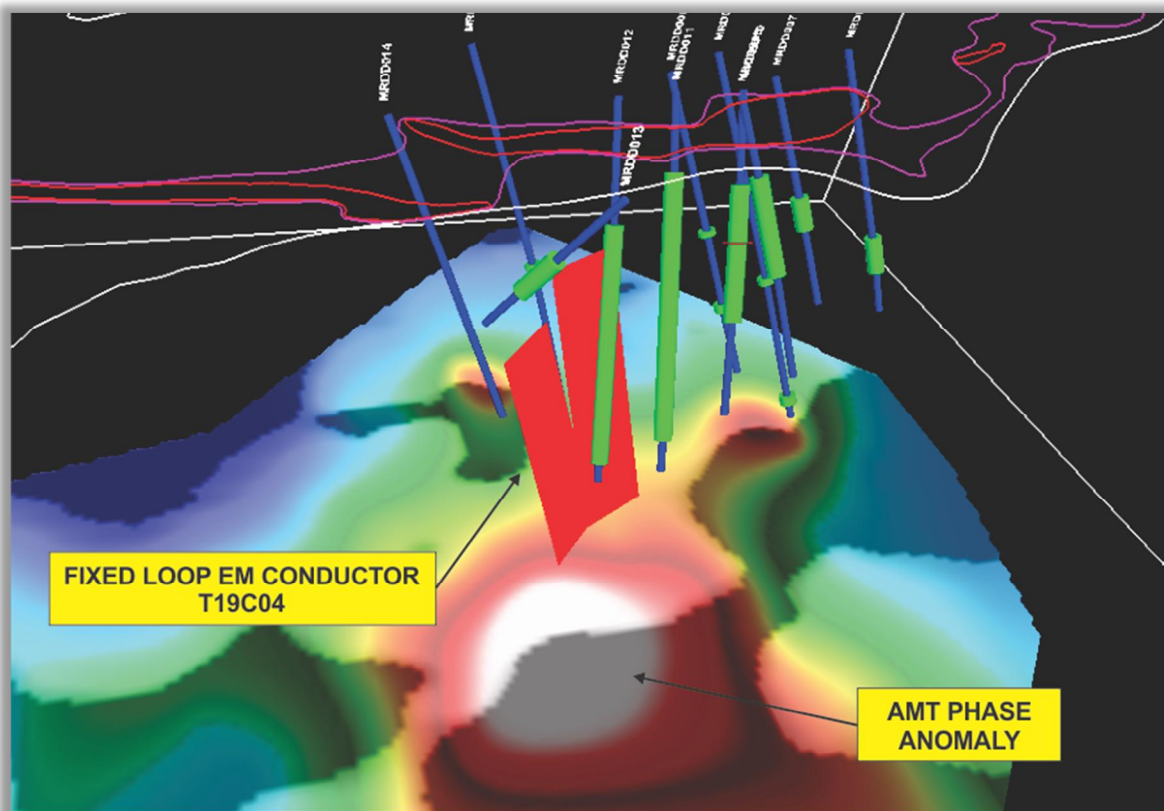 MRDD014
MRDD012
MRDD011
MRDD013
FIXED LOOP EM CONDUCTOR
T19C04
AMT PHASE
ANOMALY